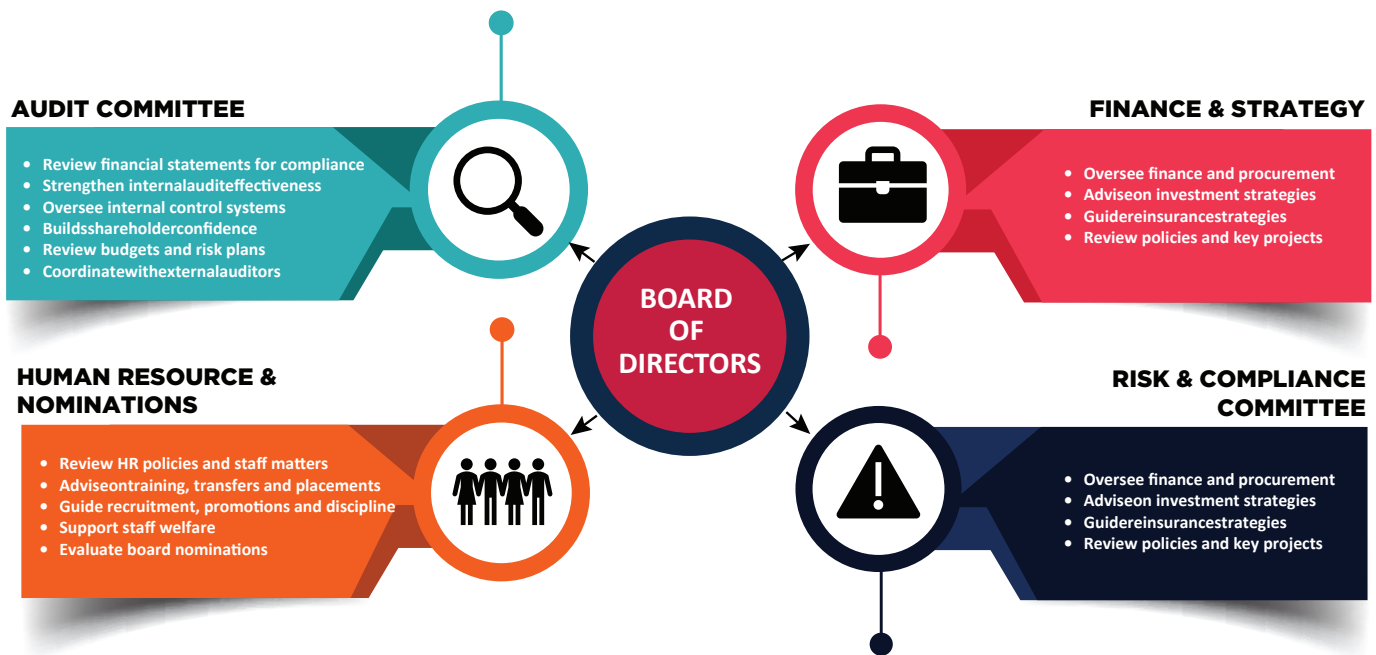 AUDIT COMMITTEE
• Review financial statements for compliance
• Strengthen internalauditeffectiveness
• Oversee internal control systems
• Buildsshareholderconfidence
• Review budgets and risk plans
• Coordinatewithexternalauditors
FINANCE & STRATEGY
• Oversee finance and procurement
• Adviseon investment strategies
• Guidereinsurancestrategies
• Review policies and key projects
BOARD
OF
DIRECTORS
HUMAN RESOURCE &
NOMINATIONS
• Review HR policies and staff matters
• Adviseontraining, transfers and placements
• Guide recruitment, promotions and discipline
• Support staff welfare
• Evaluate board nominations
RISK & COMPLIANCE
COMMITTEE
• Oversee finance and procurement
• Adviseon investment strategies
• Guidereinsurancestrategies
• Review policies and key projects